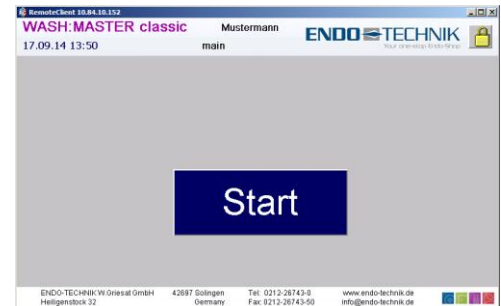 RemoteClient 10.84.10.152
WASH:MASTER classic Mustermann ENDO TECHNIK
Your one-stop Endo-Shop
17.09.14 13:50 main
Start
ENDO-TECHNIK W.Griesat GmbH 42697 Solingen Tel: 0212-26743-0 www.endo-technik.de
Heiligenstock 32 Germany Fax: 0212-26743-50 info@endo-technik.de